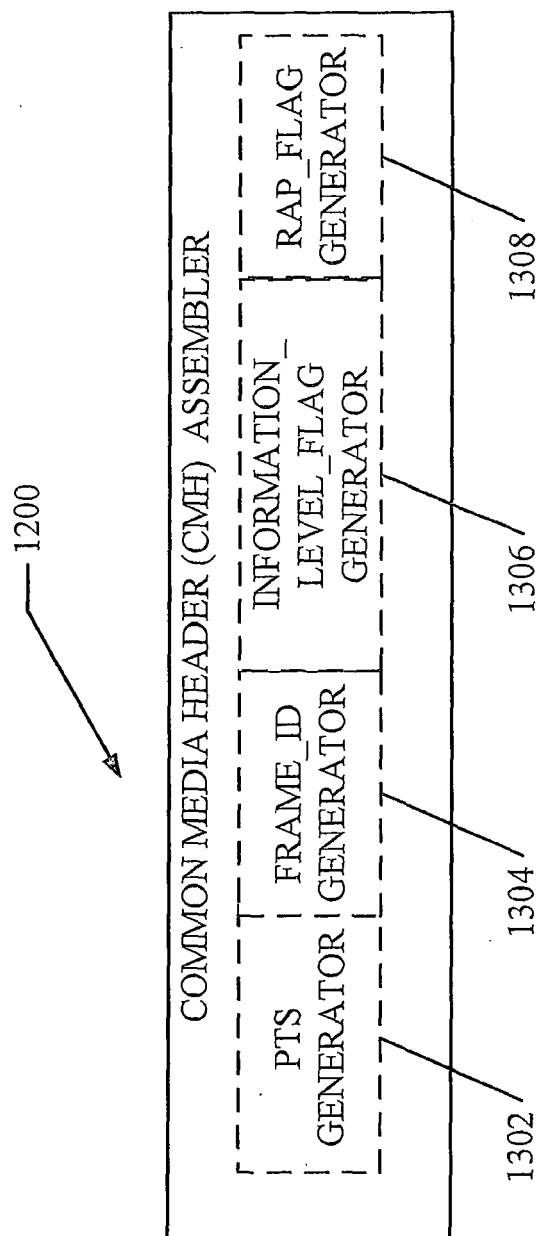 1200
COMMON MEDIA HEADER (CMH) ASSEMBLER
PTS
GENERATOR
FRAME_ID
GENERATOR
INFORMATION_
LEVEL_FLAG
GENERATOR
RAP_FLAG
GENERATOR
1302
1304
1306
1308